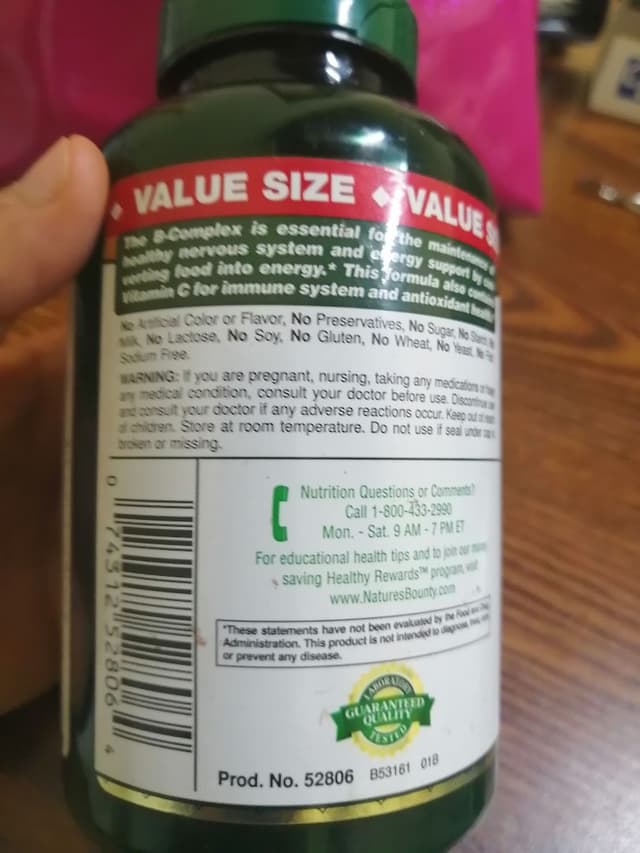 VALUE SIZE VALUE
The B-Complex is essential for the maintenance
healthy nervous system and energy support by
verting food into energy.* This formula also
Vitamin C for immune system and antioxidant
No Artificial Color or Flavor, No Preservatives, No Sugar, No Starch,
Milk, No Lactose, No Soy, No Gluten, No Wheat, No Yeast, No
Sodium Free.
WARNING: If you are pregnant, nursing, taking any medications or
any medical condition, consult your doctor before use. Discontinue
and consult your doctor if any adverse reactions occur. Keep out of
of children. Store at room temperature. Do not use if seal under cap
broken or missing.
Nutrition Questions or Comments?
Call 1-800-433-2990
Mon. - Sat. 9 AM - 7 PM ET
For educational health tips and to join our money
saving Healthy Rewards™ program, visit
www.NaturesBounty.com
*These statements have not been evaluated by the Food and Drug
Administration. This product is not intended to diagnose,
or prevent any disease.
LABORATORY
GUARANTEED
QUALITY
TESTED
Prod. No. 52806 B53161 01B
0 74312 52806 4